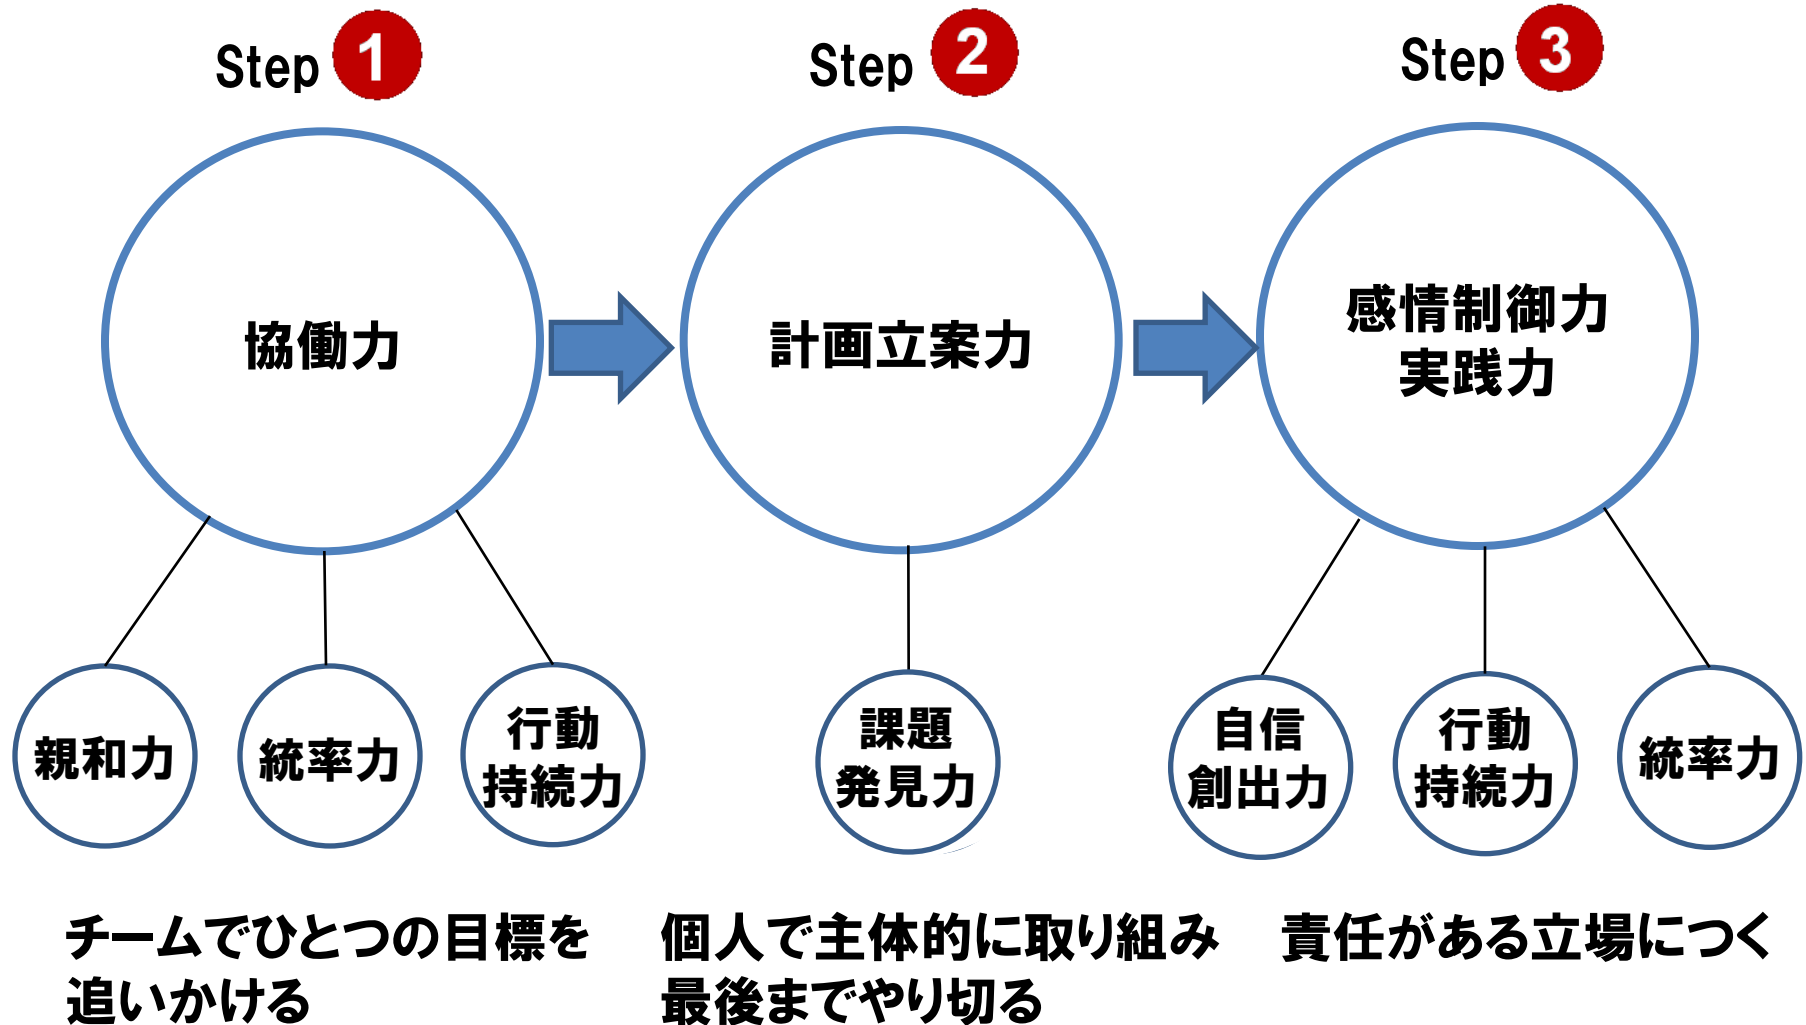 Step 1
Step 2
Step 3
協働力
計画立案力
感情制御力
実践力
親和力
統率力
行動
持続力
課題
発見力
自信
創出力
行動
持続力
統率力
チームでひとつの目標を
追いかける
個人で主体的に取り組み
最後までやり切る
責任がある立場につく